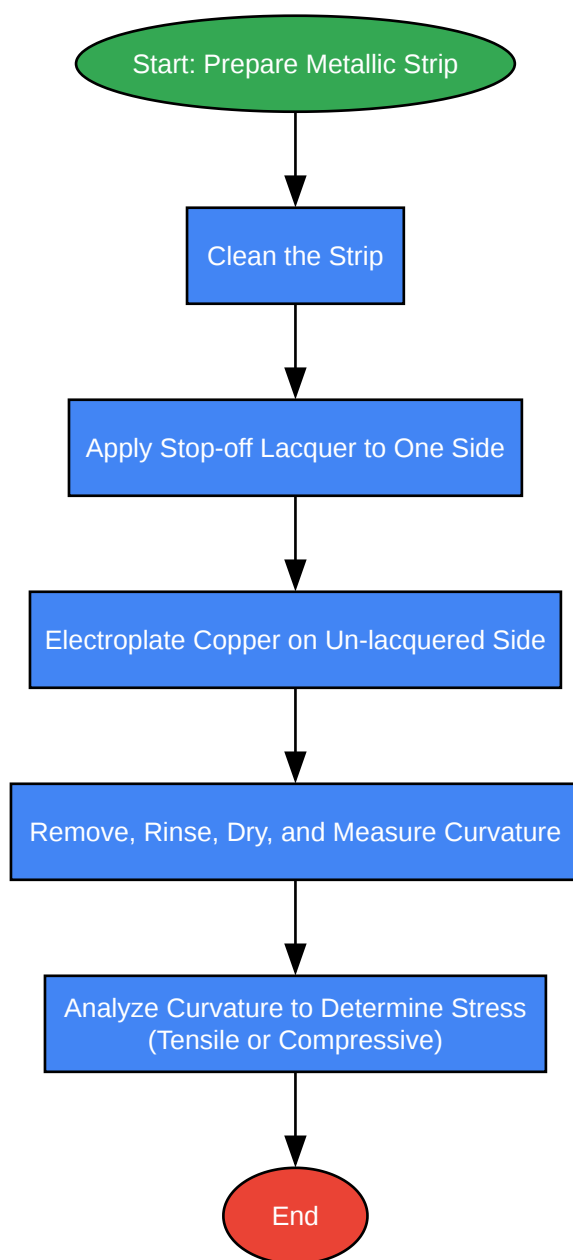 Start: Prepare Metallic Strip
Clean the Strip
Apply Stop-off Lacquer to One Side
Electroplate Copper on Un-lacquered Side
Remove, Rinse, Dry, and Measure Curvature
Analyze Curvature to Determine Stress
(Tensile or Compressive)
End